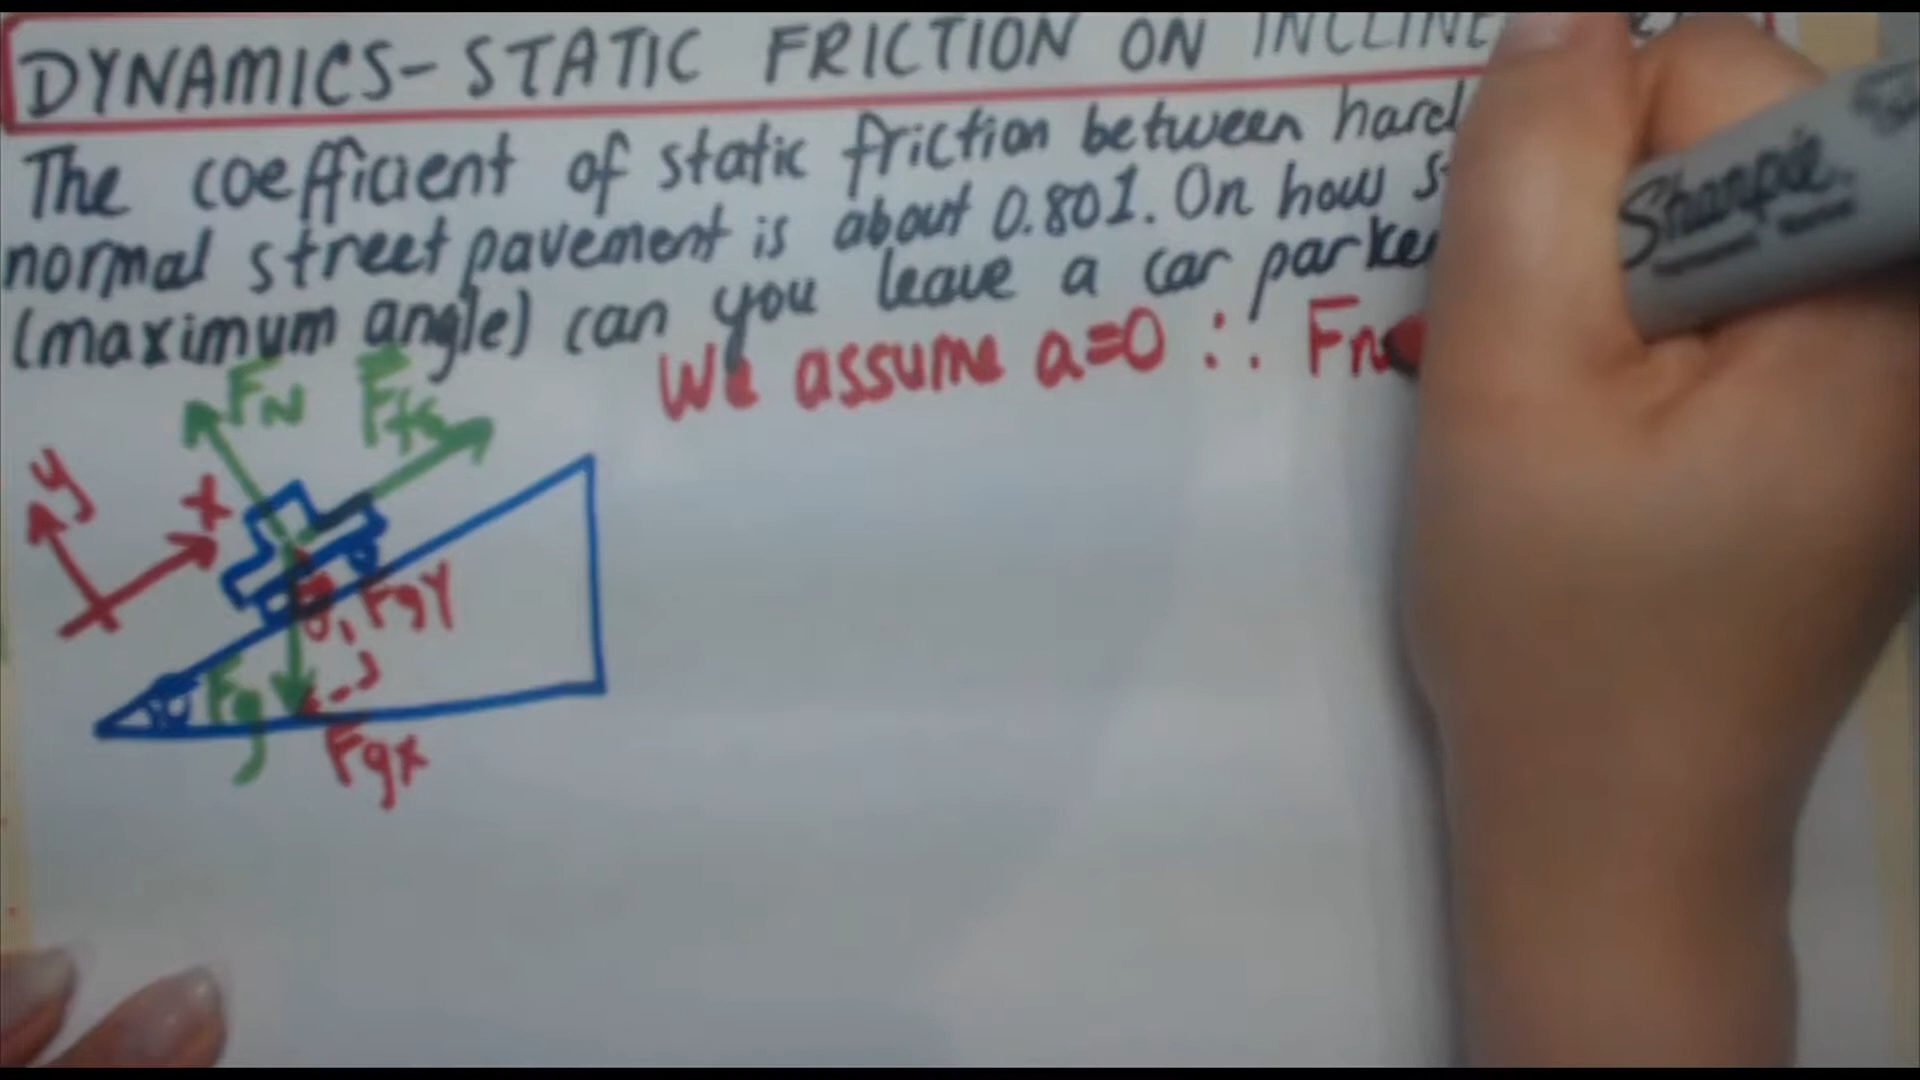 DYNAMICS-STATIC FRICTION ON INCLINE
The coefficient of static friction between hard
normal street pavement is about 0.801. On how s
(maximum angle) can you leave a car parke
We assume a=0 ∴ Fn
FN Ffs
y x
Fgy
Fg
Fgx
Sharpie